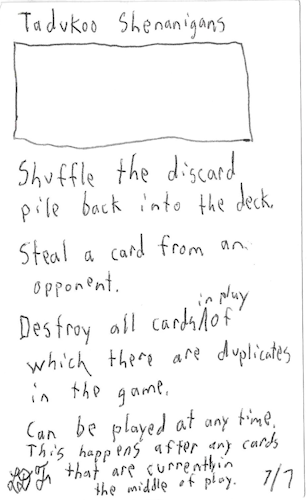 Tadukoo Shenanigans
Shuffle the discard
pile back into the deck.
Steal a card from an
opponent.
Destroy all cards in play of
which there are duplicates
in the game.
Can be played at any time.
This happens after any cards
that are currently in
the middle of play. 7/7